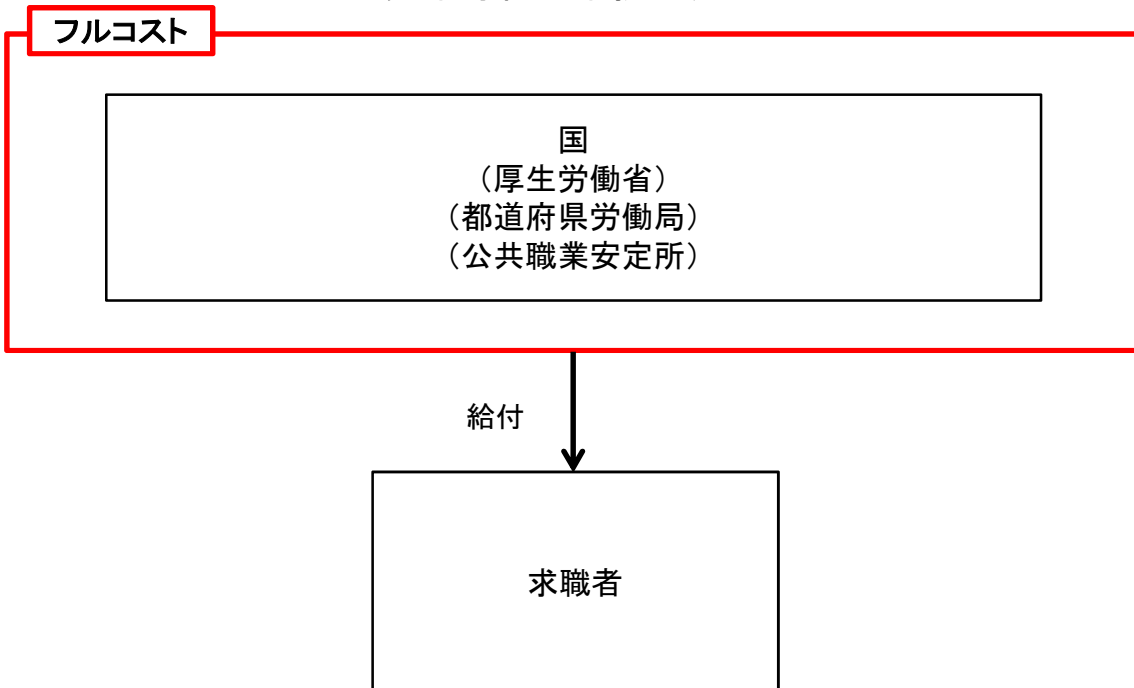 フルコスト
国
（厚生労働省）
（都道府県労働局）
（公共職業安定所）
給付
求職者